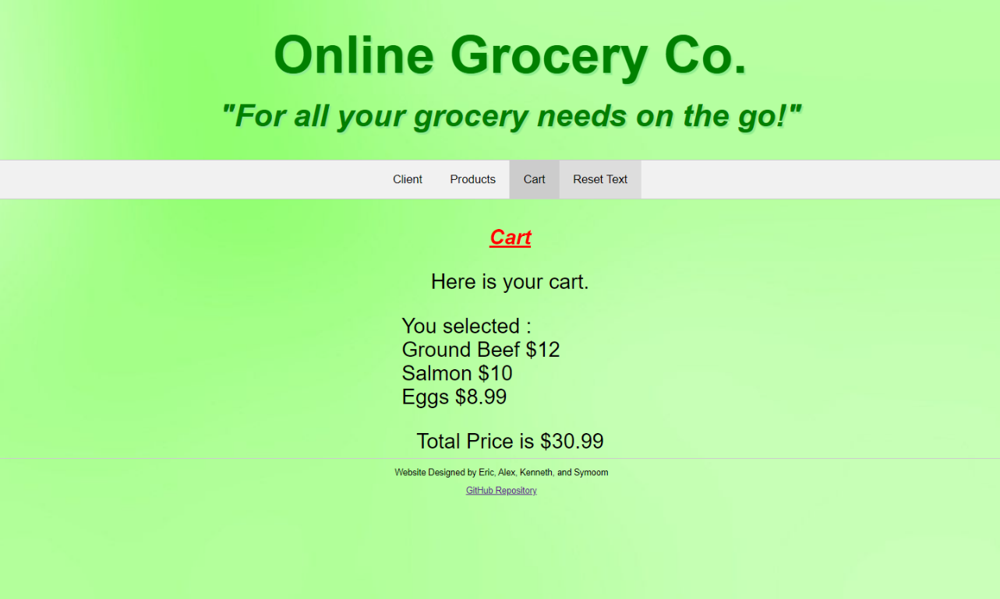 Online Grocery Co.
"For all your grocery needs on the go!"
Client Products Cart Reset Text
Cart
Here is your cart.
You selected :
Ground Beef $12
Salmon $10
Eggs $8.99
Total Price is $30.99
Website Designed by Eric, Alex, Kenneth, and Symoom
GitHub Repository